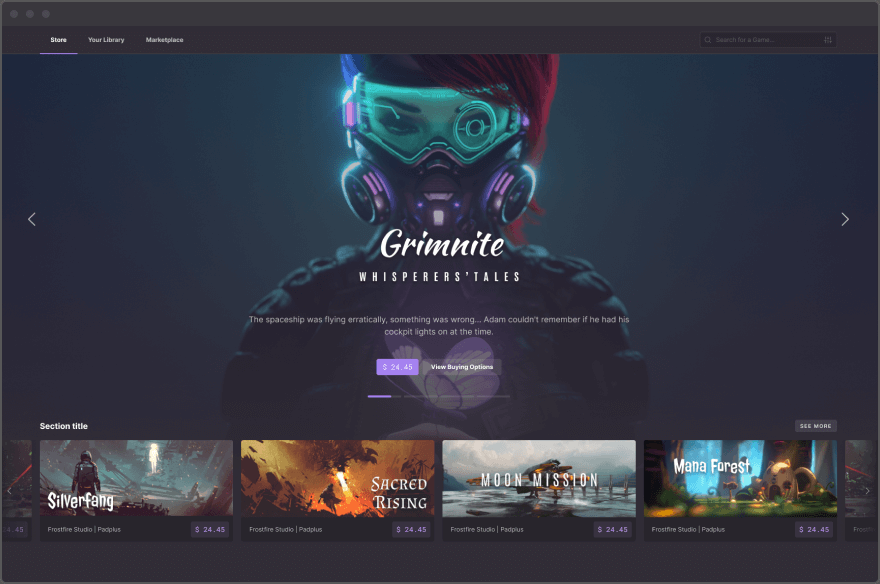 Store
Your Library
Marketplace
Search for a Game...
Grimnite
WHISPERERS'TALES
The spaceship was flying erratically, something was wrong... Adam couldn't remember if he had his
cockpit lights on at the time.
$ 24.45
View Buying Options
Section title
SEE MORE
Silverfang
SACRED
RISING
MOON MISSION
Mana Forest
4.45
Frostfire Studio | Padplus
$ 24.45
Frostfire Studio | Padplus
$ 24.45
Frostfire Studio | Padplus
$ 24.45
Frostfire Studio | Padplus
$ 24.45
Frostf